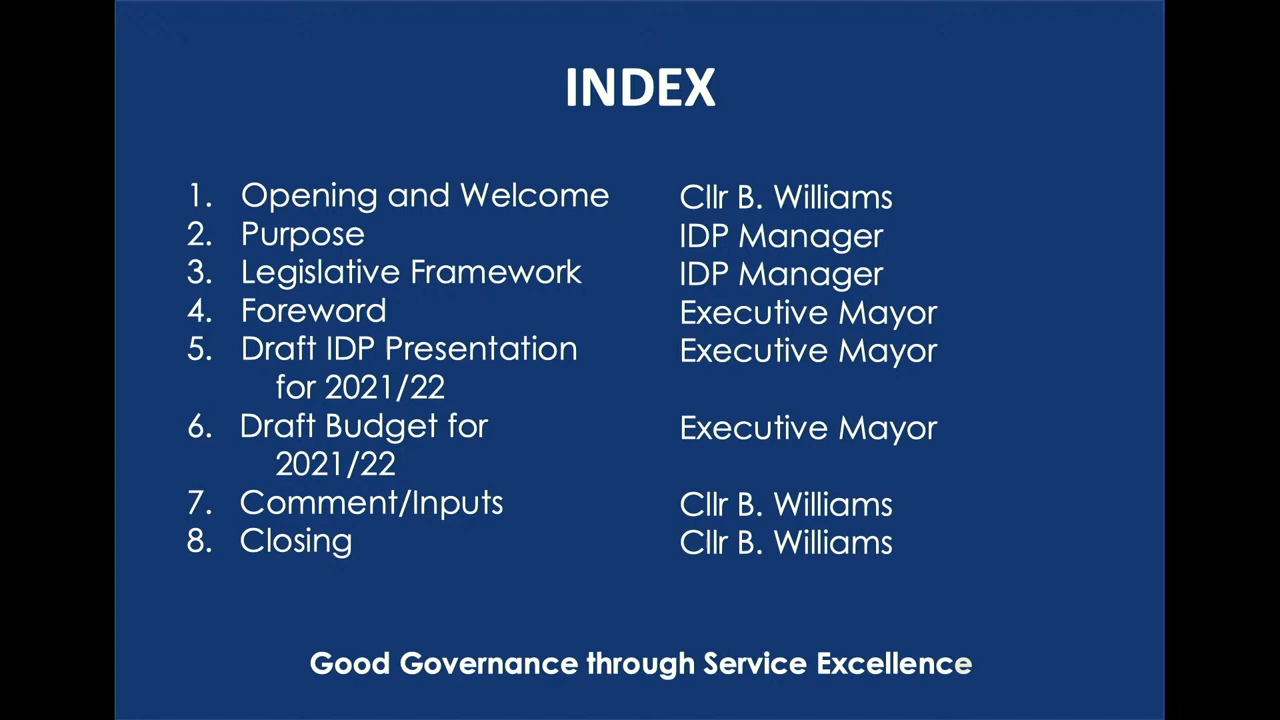 INDEX
1. Opening and Welcome Cllr B. Williams
2. Purpose IDP Manager
3. Legislative Framework IDP Manager
4. Foreword Executive Mayor
5. Draft IDP Presentation Executive Mayor
for 2021/22
6. Draft Budget for Executive Mayor
2021/22
7. Comment/Inputs Cllr B. Williams
8. Closing Cllr B. Williams
Good Governance through Service Excellence